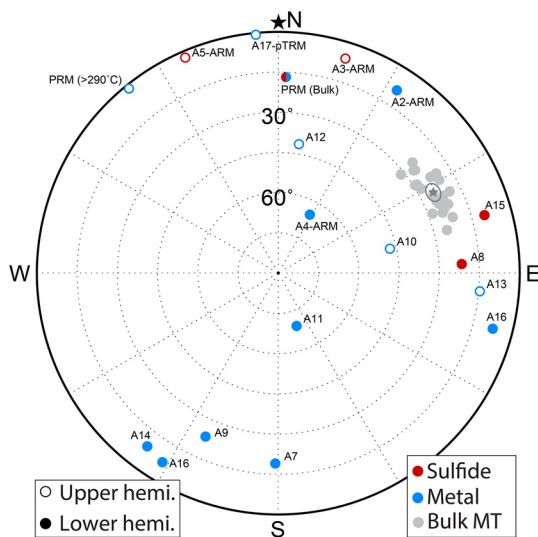 N
A17-pTRM
A5-ARM
A3-ARM
PRM (>290˚C)
PRM (Bulk)
A2-ARM
30˚
A12
60˚
A15
A4-ARM
A10
A8
W
E
A13
A16
A11
A14
A9
A16
A7
Upper hemi.
Lower hemi.
S
Sulfide
Metal
Bulk MT